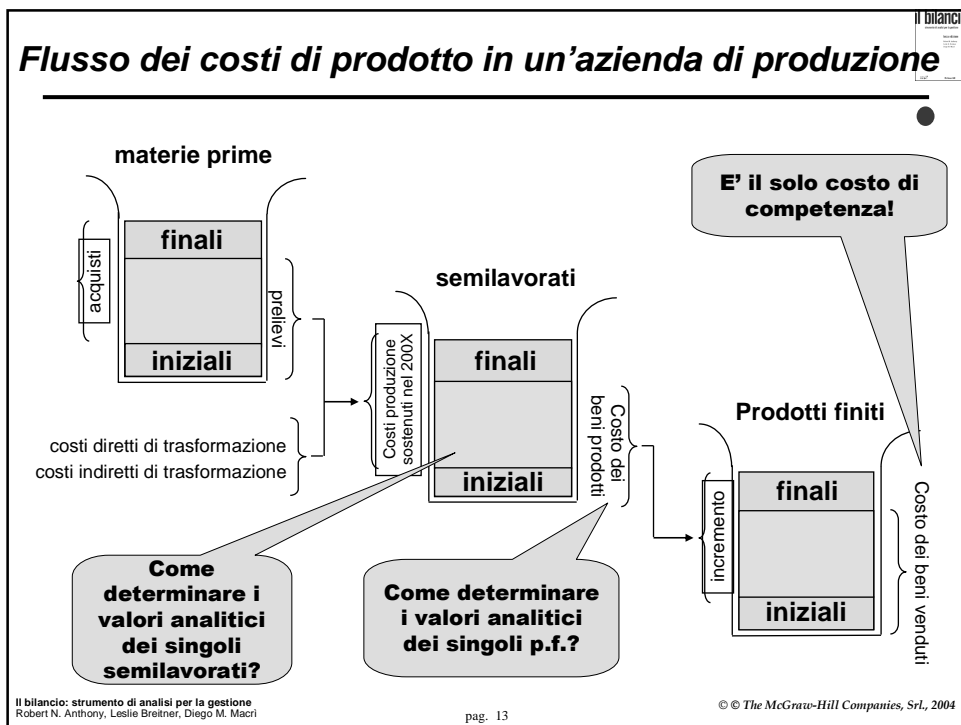 il bilanci
Flusso dei costi di prodotto in un'azienda di produzione
materie prime
acquisti
finali
iniziali
prelievi
costi diretti di trasformazione
costi indiretti di trasformazione
semilavorati
Costi produzione
sostenuti nel 200X
finali
iniziali
Costo dei
beni prodotti
E' il solo costo di
competenza!
Prodotti finiti
incremento
finali
iniziali
Costo dei beni venduti
Come
determinare i
valori analitici
dei singoli
semilavorati?
Come determinare
i valori analitici
dei singoli p.f.?
Il bilancio: strumento di analisi per la gestione
Robert N. Anthony, Leslie Breitner, Diego M. Macrì
pag. 13
© © The McGraw-Hill Companies, Srl., 2004